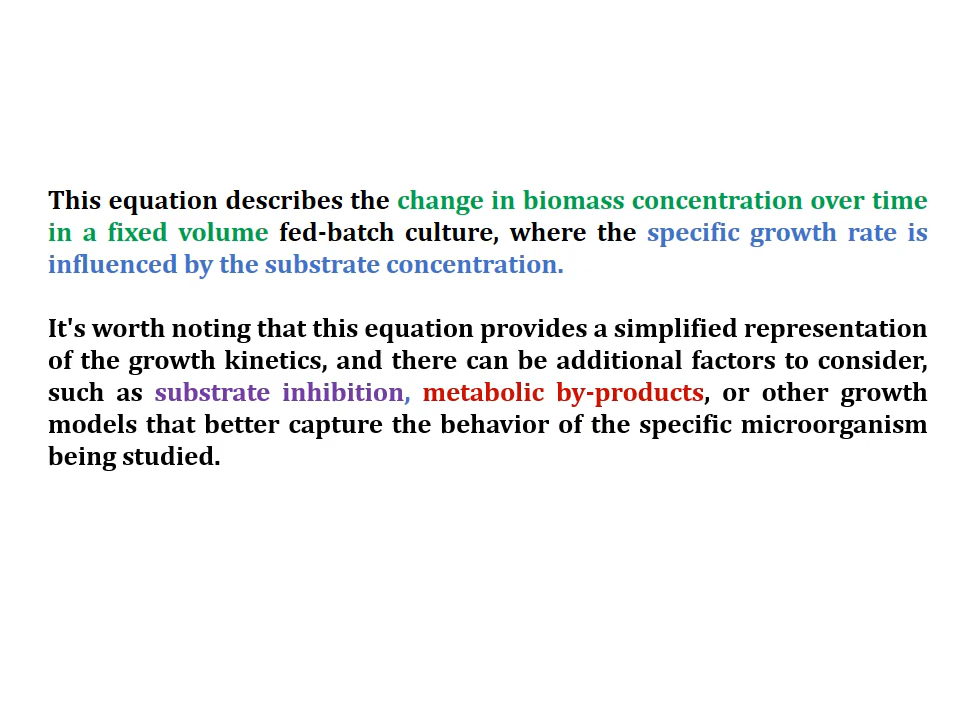 This equation describes the change in biomass concentration over time
in a fixed volume fed-batch culture, where the specific growth rate is
influenced by the substrate concentration.
It's worth noting that this equation provides a simplified representation
of the growth kinetics, and there can be additional factors to consider,
such as substrate inhibition, metabolic by-products, or other growth
models that better capture the behavior of the specific microorganism
being studied.